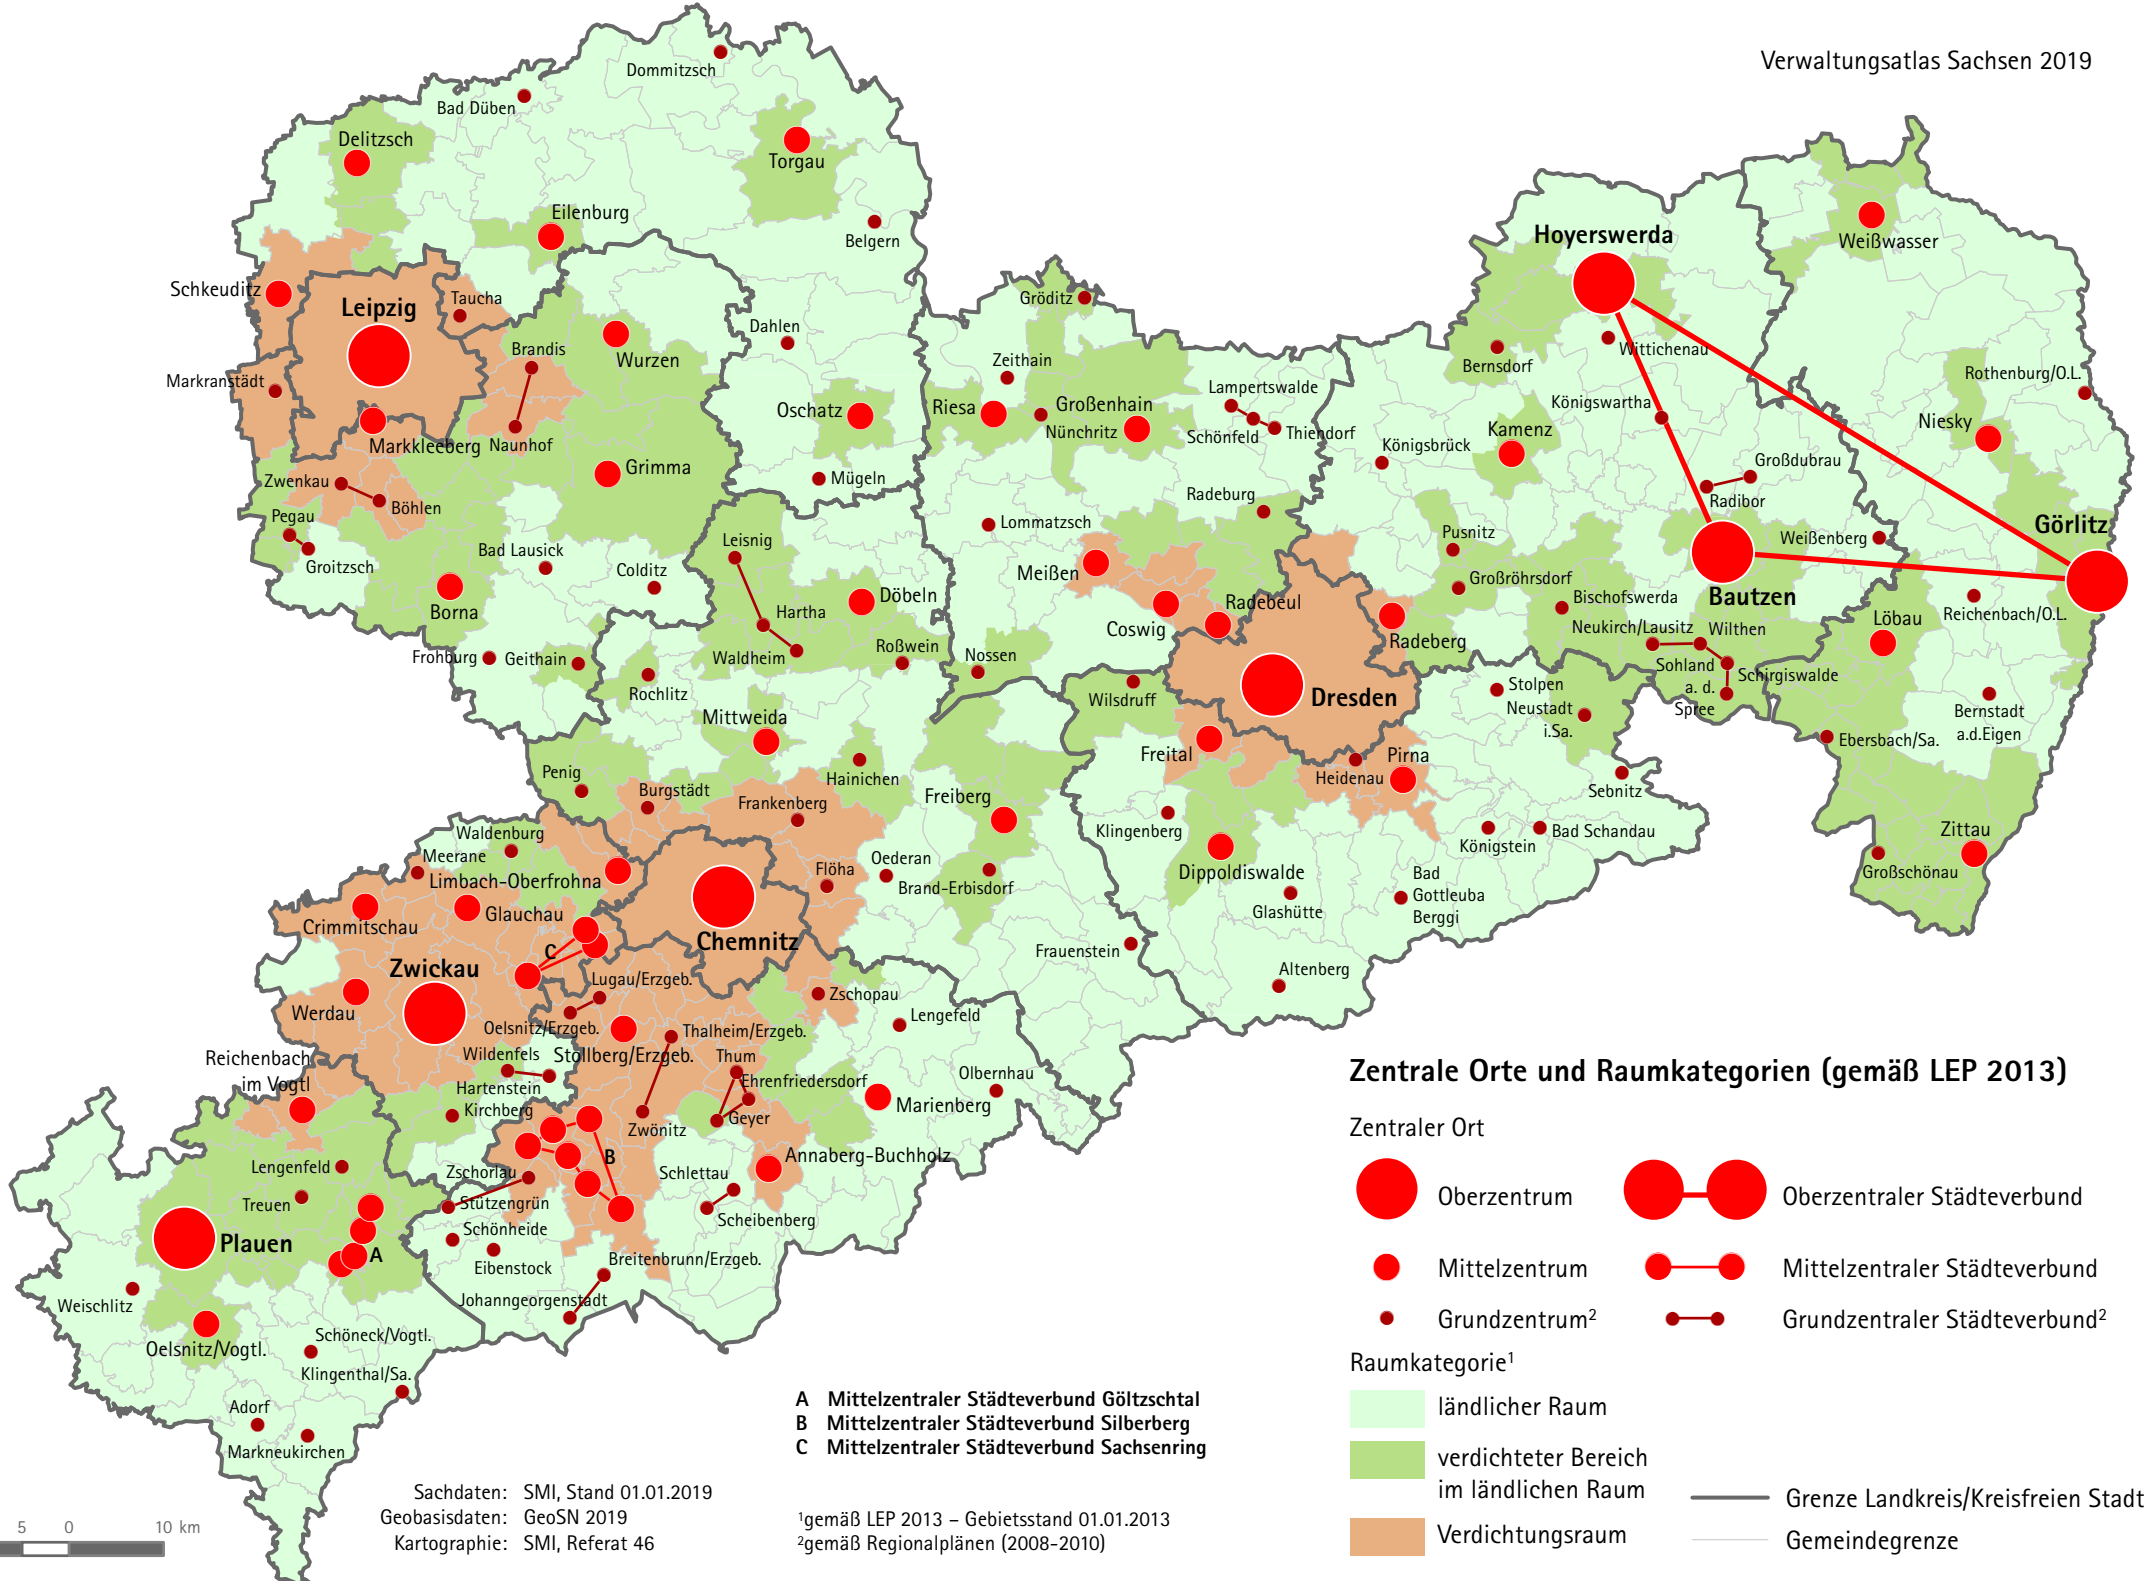 Verwaltungsatlas Sachsen 2019
Dommitzsch
Bad Düben
Delitzsch
Torgau
Eilenburg
Belgern
Schkeuditz
Leipzig
Taucha
Brandis
Wurzen
Dahlen
Markranstädt
Oschatz
Markkleeberg
Naunhof
Grimma
Mügeln
Zwenkau
Böhlen
Pegau
Groitzsch
Bad Lausick
Colditz
Borna
Leisnig
Döbeln
Hartha
Waldheim
Roßwein
Frohburg
Geithain
Rochlitz
Mittweida
Hoyerswerda
Weißwasser
Gröditz
Zeithain
Riesa
Großenhain
Nünchritz
Lampertswalde
Schönfeld
Thiendorf
Bernsdorf
Wittichenau
Königswartha
Kamenz
Königsbrück
Rothenburg/O.L.
Niesky
Großdubrau
Radibor
Radeburg
Lommatzsch
Pusnitz
Weißenberg
Görlitz
Meißen
Großröhrsdorf
Bischofswerda
Bautzen
Coswig
Radebeul
Radeberg
Neukirch/Lausitz
Wilthen
Löbau
Reichenbach/O.L.
Nossen
Wilsdruff
Dresden
Sohland
a. d.
Spree
Schirgiswalde
Stolpen
Neustadt
i.Sa.
Bernstadt
a.d.Eigen
Ebersbach/Sa.
Freital
Heidenau
Pirna
Sebnitz
Penig
Burgstädt
Hainichen
Frankenberg
Freiberg
Klingenberg
Königstein
Bad Schandau
Zittau
Großschönau
Waldenburg
Meerane
Limbach-Oberfrohna
Flöha
Oederan
Brand-Erbisdorf
Dippoldiswalde
Glashütte
Bad
Gottleuba
Berggi
Crimmitschau
Glauchau
C
Chemnitz
Frauenstein
Altenberg
Zwickau
Werdau
Lugau/Erzgeb.
Oelsnitz/Erzgeb.
Zschopau
Lengefeld
Thalheim/Erzgeb.
Wildenfels
Stollberg/Erzgeb.
Thum
Hartenstein
Ehrenfriedersdorf
Olbernhau
Reichenbach
im Vogtl
Kirchberg
Zwönitz
Geyer
Marienberg
B
Annaberg-Buchholz
Lengenfeld
Zschorlau
Schlettau
Treuen
Stützengrün
Scheibenberg
Schönheide
Plauen
A
Eibenstock
Breitenbrunn/Erzgeb.
Weischlitz
Johanngeorgenstadt
Oelsnitz/Vogtl.
Schöneck/Vogtl.
Klingenthal/Sa.
Adorf
Markneukirchen
A Mittelzentraler Städteverbund Göltzschtal
B Mittelzentraler Städteverbund Silberberg
C Mittelzentraler Städteverbund Sachsenring
Sachdaten: SMI, Stand 01.01.2019
Geobasisdaten: GeoSN 2019
Kartographie: SMI, Referat 46
¹gemäß LEP 2013 – Gebietsstand 01.01.2013
²gemäß Regionalplänen (2008-2010)
5 0 10 km
Zentrale Orte und Raumkategorien (gemäß LEP 2013)
Zentraler Ort
Oberzentrum
Oberzentraler Städteverbund
Mittelzentrum
Mittelzentraler Städteverbund
Grundzentrum²
Grundzentraler Städteverbund²
Raumkategorie¹
ländlicher Raum
verdichteter Bereich
im ländlichen Raum
Verdichtungsraum
Grenze Landkreis/Kreisfreien Stadt
Gemeindegrenze